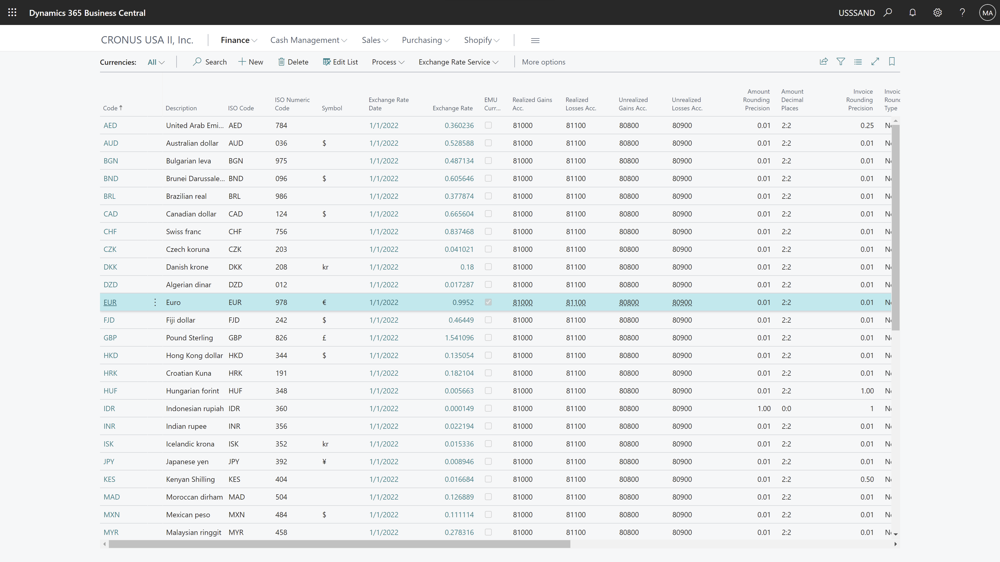 Dynamics 365 Business Central USSSAND ? MA
CRONUS USA II, Inc. Finance Cash Management Sales Purchasing Shopify
Currencies: All Search New Delete Edit List Process Exchange Rate Service More options
Code Description ISO Code ISO Numeric Code Symbol Exchange Rate Date Exchange Rate EMU Curr... Realized Gains Acc. Realized Losses Acc. Unrealized Gains Acc. Unrealized Losses Acc. Amount Rounding Precision Amount Decimal Places Invoice Rounding Precision Type
AED United Arab Emi... AED 784 1/1/2022 0.360236 81000 81100 80800 80900 0.01 2:2 0.25
AUD Australian dollar AUD 036 $ 1/1/2022 0.528588 81000 81100 80800 80900 0.01 2:2 0.01
BGN Bulgarian leva BGN 975 1/1/2022 0.487134 81000 81100 80800 80900 0.01 2:2 0.01
BND Brunei Darussale... BND 096 $ 1/1/2022 0.605646 81000 81100 80800 80900 0.01 2:2 0.01
BRL Brazilian real BRL 986 1/1/2022 0.377874 81000 81100 80800 80900 0.01 2:2 0.01
CAD Canadian dollar CAD 124 $ 1/1/2022 0.665604 81000 81100 80800 80900 0.01 2:2 0.01
CHF Swiss franc CHF 756 1/1/2022 0.837468 81000 81100 80800 80900 0.01 2:2 0.01
CZK Czech koruna CZK 203 1/1/2022 0.041021 81000 81100 80800 80900 0.01 2:2 0.01
DKK Danish krone DKK 208 kr 1/1/2022 0.18 81000 81100 80800 80900 0.01 2:2 0.01
DZD Algerian dinar DZD 012 1/1/2022 0.017287 81000 81100 80800 80900 0.01 2:2 0.01
EUR Euro EUR 978 € 1/1/2022 0.9952 81000 81100 80800 80900 0.01 2:2 0.01
FJD Fiji dollar FJD 242 $ 1/1/2022 0.46449 81000 81100 80800 80900 0.01 2:2 0.01
GBP Pound Sterling GBP 826 £ 1/1/2022 1.541096 81000 81100 80800 80900 0.01 2:2 0.01
HKD Hong Kong dollar HKD 344 $ 1/1/2022 0.135054 81000 81100 80800 80900 0.01 2:2 0.01
HRK Croatian Kuna HRK 191 1/1/2022 0.182104 81000 81100 80800 80900 0.01 2:2 0.01
HUF Hungarian forint HUF 348 1/1/2022 0.005663 81000 81100 80800 80900 0.01 2:2 1.00
IDR Indonesian rupiah IDR 360 1/1/2022 0.000149 81000 81100 80800 80900 1.00 0:0 1
INR Indian rupee INR 356 1/1/2022 0.022194 81000 81100 80800 80900 0.01 2:2 0.01
ISK Icelandic krona ISK 352 kr 1/1/2022 0.015336 81000 81100 80800 80900 0.01 2:2 0.01
JPY Japanese yen JPY 392 ¥ 1/1/2022 0.008946 81000 81100 80800 80900 0.01 2:2 0.01
KES Kenyan Shilling KES 404 1/1/2022 0.016684 81000 81100 80800 80900 0.01 2:2 0.50
MAD Moroccan dirham MAD 504 1/1/2022 0.126889 81000 81100 80800 80900 0.01 2:2 0.01
MXN Mexican peso MXN 484 $ 1/1/2022 0.111114 81000 81100 80800 80900 0.01 2:2 0.01
MYR Malaysian ringgit MYR 458 1/1/2022 0.278316 81000 81100 80800 80900 0.01 2:2 0.01